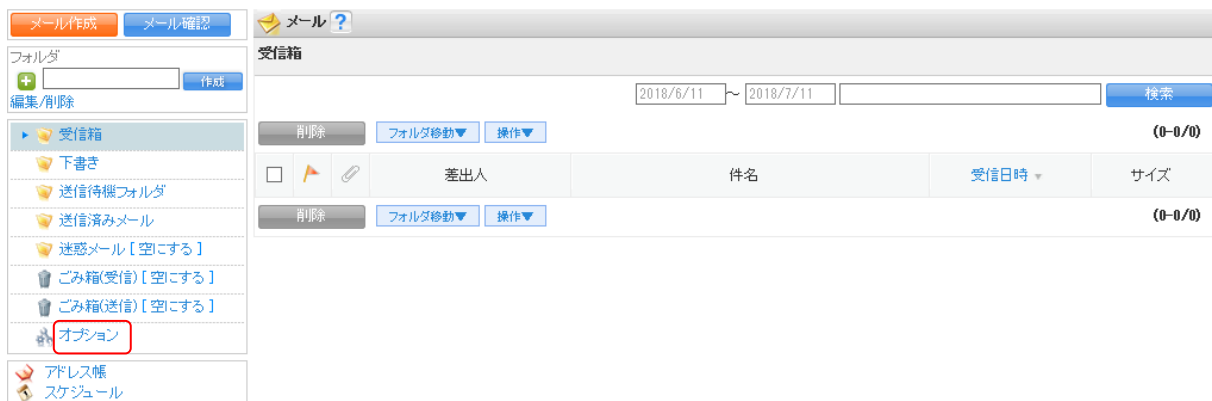 メール作成 メール確認
フォルダ
作成
編集/削除
受信箱
下書き
送信待機フォルダ
送信済みメール
迷惑メール [ 空にする ]
ごみ箱(受信) [ 空にする ]
ごみ箱(送信) [ 空にする ]
オプション
アドレス帳
スケジュール
メール ?
受信箱
2018/6/11 ～ 2018/7/11 検索
削除 フォルダ移動▼ 操作▼ (0-0/0)
差出人 件名 受信日時 ▼ サイズ
削除 フォルダ移動▼ 操作▼ (0-0/0)